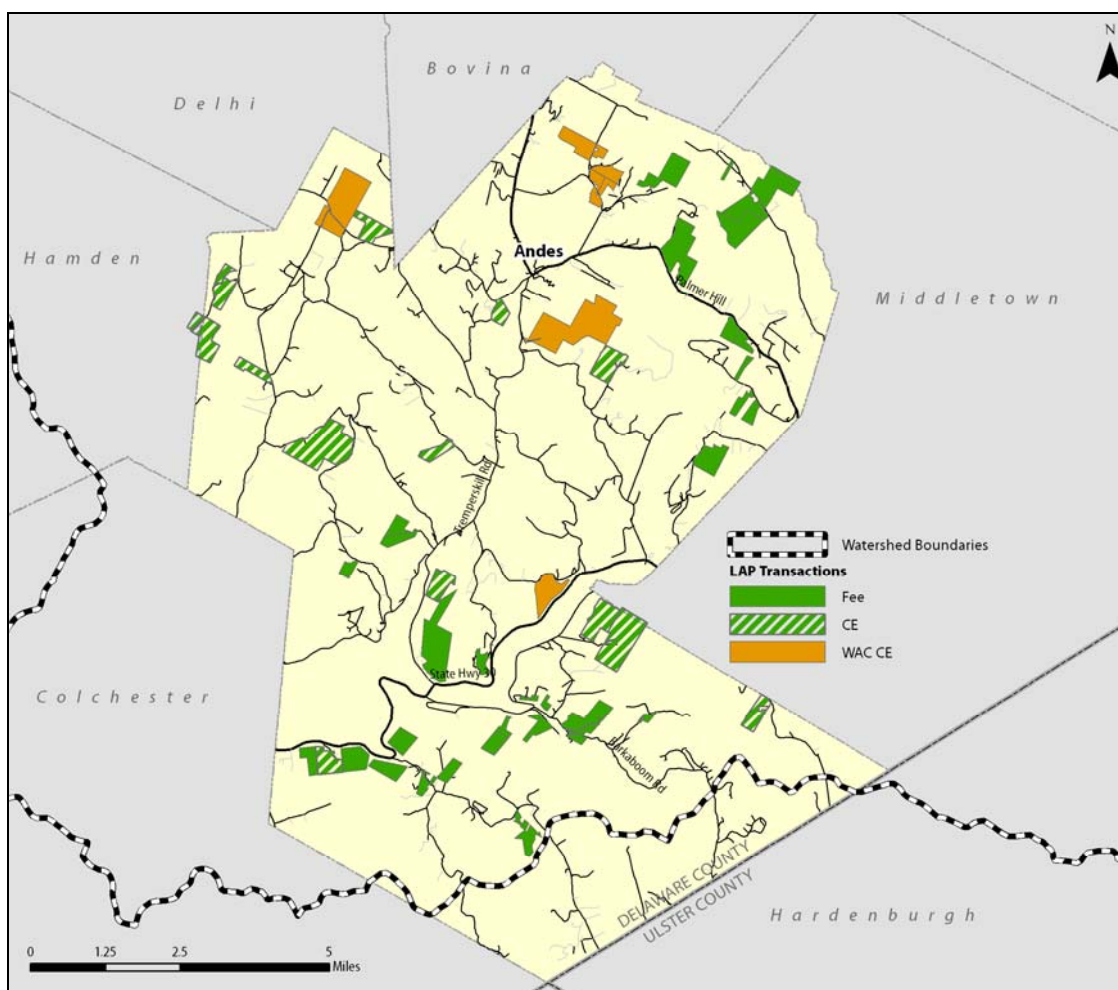 N
Bovina
Delhi
Hamden
Andes
Palmer Hill
Middletown
Tremperskill Rd
Watershed Boundaries
LAP Transactions
Fee
CE
WAC CE
State Hwy 30
Colchester
Barkaboom Rd
DELAWARE COUNTY
ULSTER COUNTY
Hardenburgh
0 1.25 2.5 5
Miles